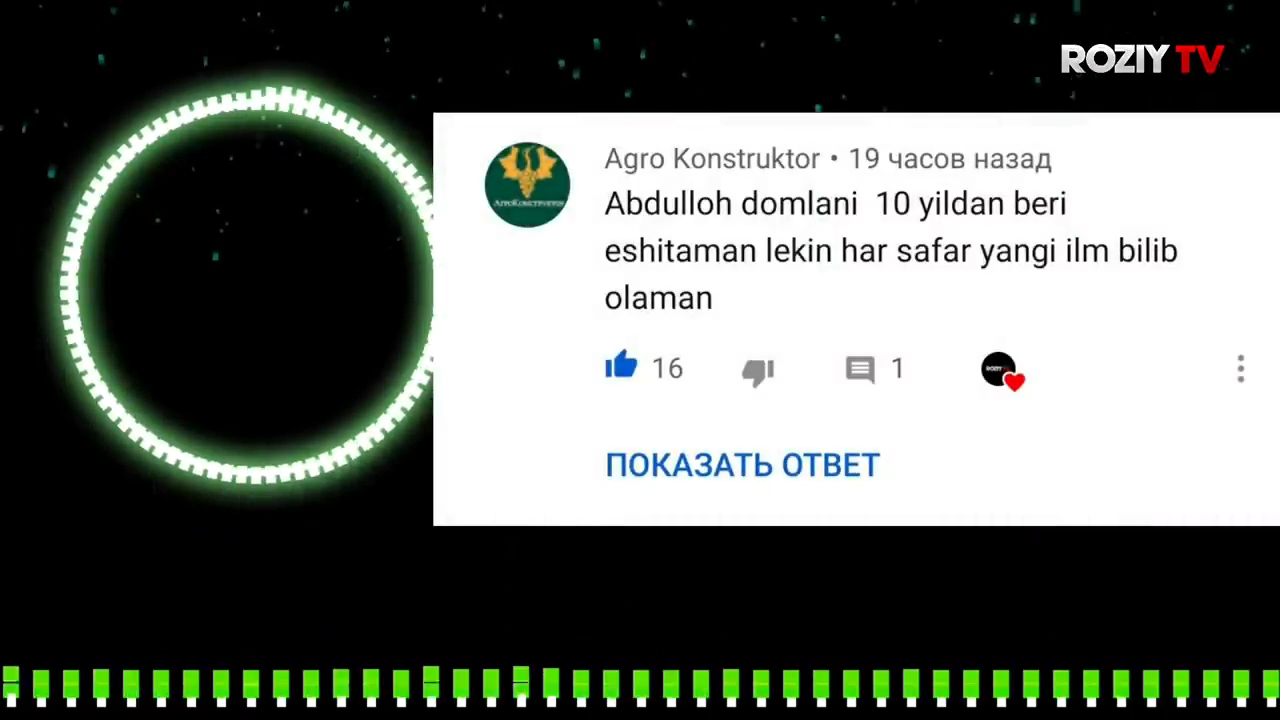 ROZIY TV
Agro Konstruktor • 19 часов назад
Abdulloh domlani 10 yildan beri
eshitaman lekin har safar yangi ilm bilib
olaman
16
1
ПОКАЗАТЬ ОТВЕТ